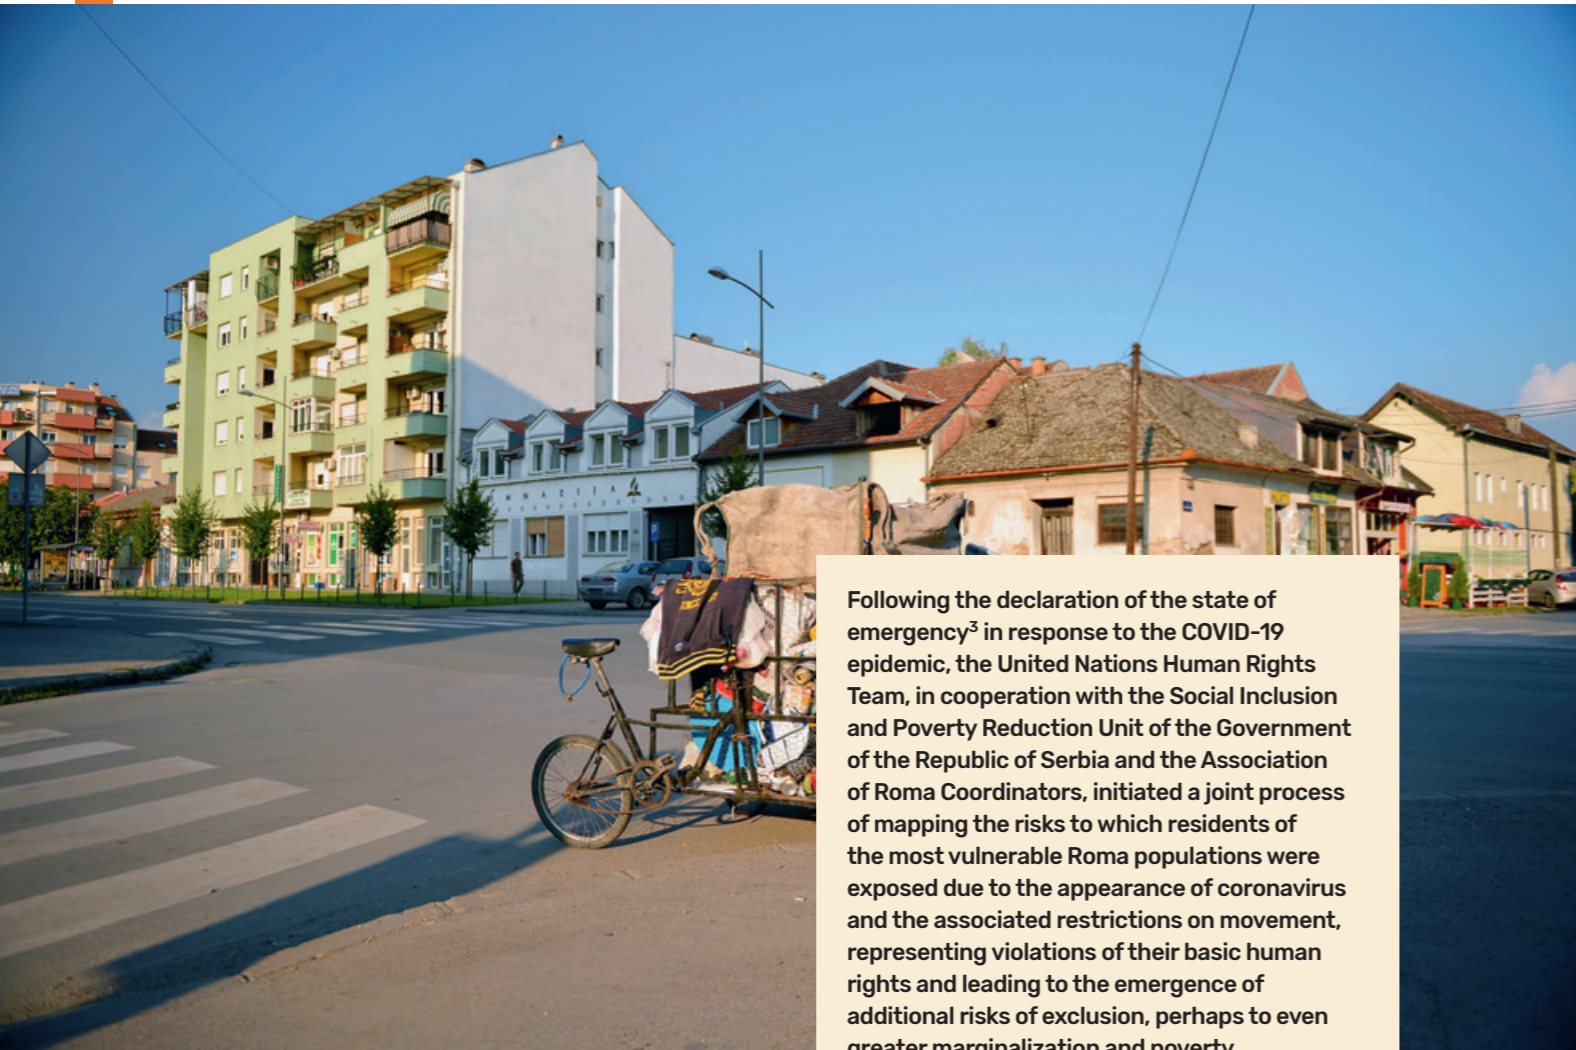 MNAZIJA
Following the declaration of the state of
emergency³ in response to the COVID-19
epidemic, the United Nations Human Rights
Team, in cooperation with the Social Inclusion
and Poverty Reduction Unit of the Government
of the Republic of Serbia and the Association
of Roma Coordinators, initiated a joint process
of mapping the risks to which residents of
the most vulnerable Roma populations were
exposed due to the appearance of coronavirus
and the associated restrictions on movement,
representing violations of their basic human
rights and leading to the emergence of
additional risks of exclusion, perhaps to even
greater marginalization and poverty